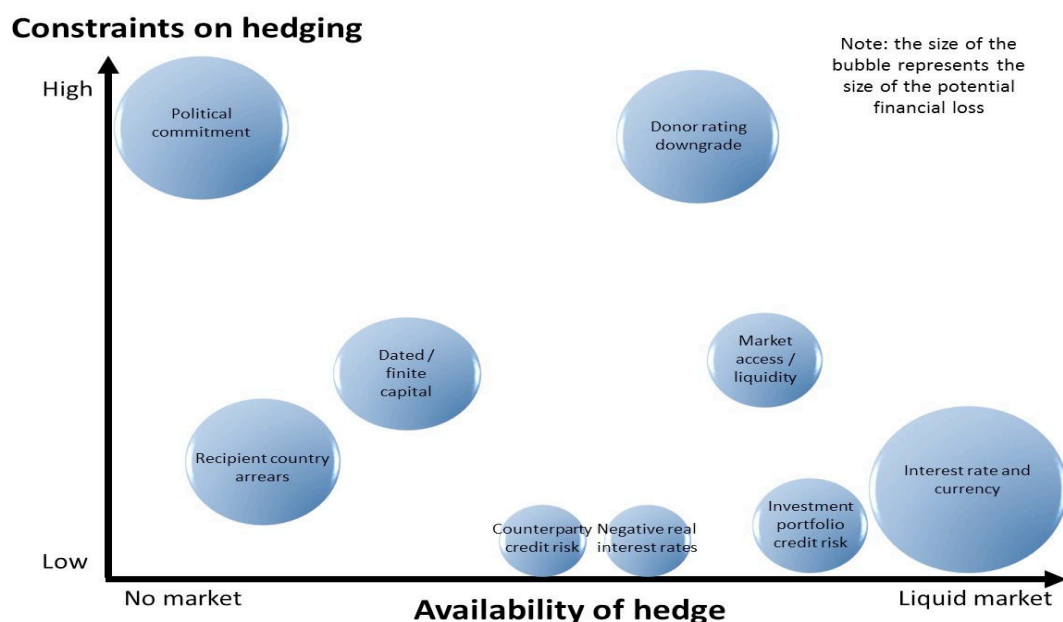 Constraints on hedging
Note: the size of the
bubble represents the
size of the potential
financial loss
High
Political
commitment
Donor rating
downgrade
Dated /
finite
capital
Market
access /
liquidity
Recipient country
arrears
Interest rate and
currency
Counterparty
credit risk
Negative real
interest rates
Investment
portfolio
credit risk
Low
No market
Availability of hedge
Liquid market